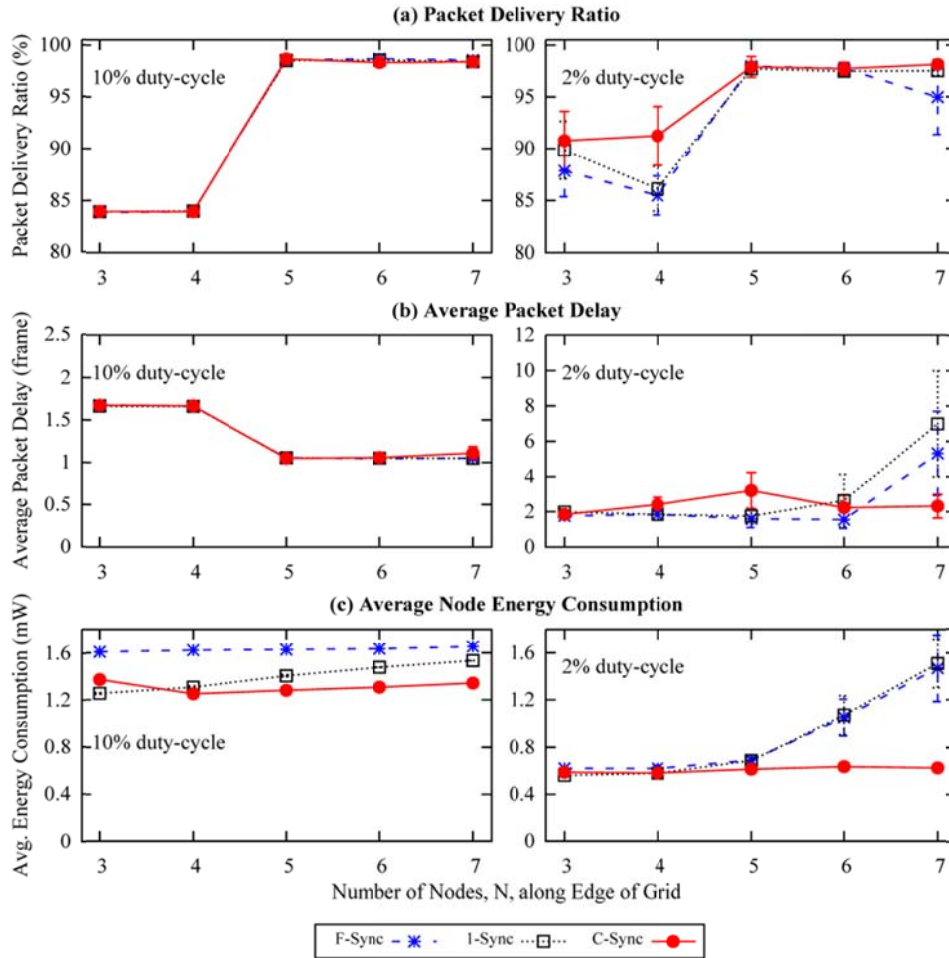 (a) Packet Delivery Ratio
Packet Delivery Ratio (%)
100
95
90
85
80
10% duty-cycle
3 4 5 6 7
100
95
90
85
80
2% duty-cycle
3 4 5 6 7
(b) Average Packet Delay
Average Packet Delay (frame)
2.5
2
1.5
1
0.5
0
10% duty-cycle
3 4 5 6 7
12
10
8
6
4
2
0
2% duty-cycle
3 4 5 6 7
(c) Average Node Energy Consumption
Avg. Energy Consumption (mW)
1.6
1.2
0.8
0.4
0
10% duty-cycle
3 4 5 6 7
1.6
1.2
0.8
0.4
0
2% duty-cycle
3 4 5 6 7
Number of Nodes, N, along Edge of Grid
F-Sync 1-Sync C-Sync